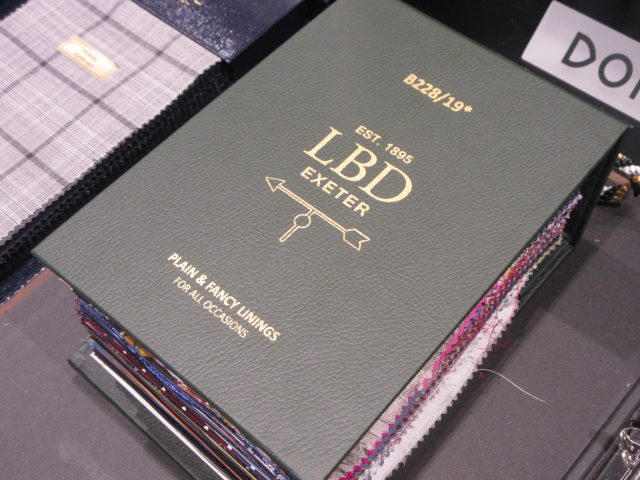 B228/19*
EST. 1895
LBD
EXETER
PLAIN & FANCY LININGS
FOR ALL OCCASIONS